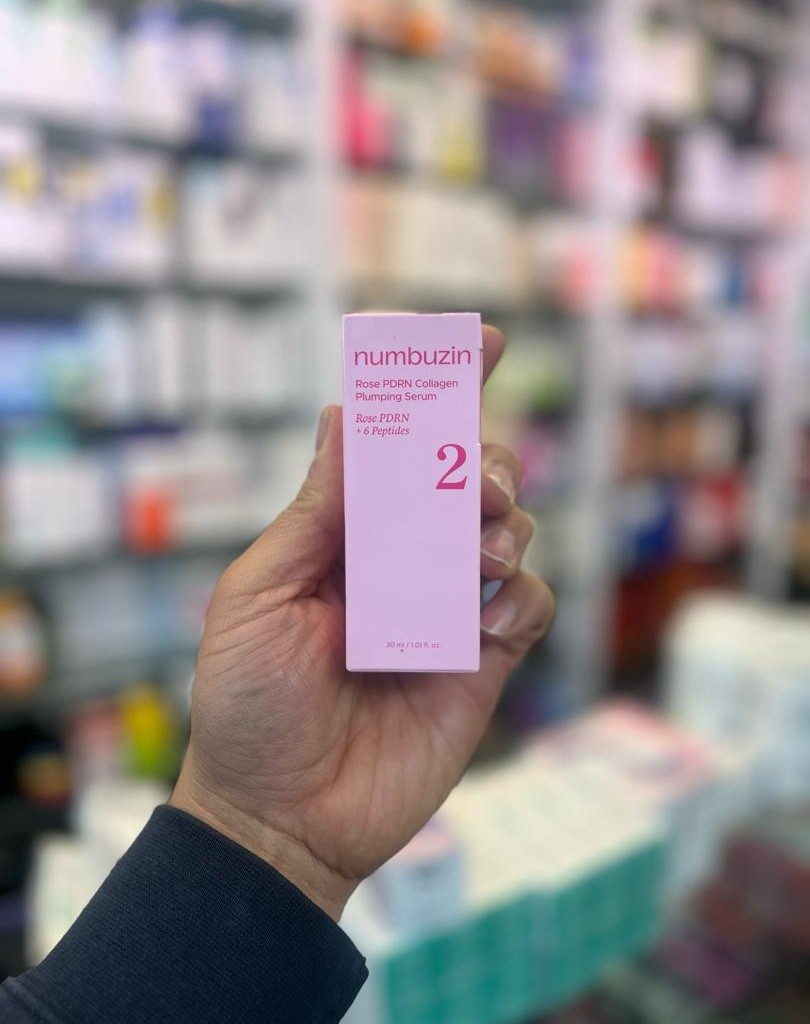 numbuzin
Rose PDRN Collagen
Plumping Serum
Rose PDRN
+ 6 Peptides
2
30 ml / 1.01 fl. oz.